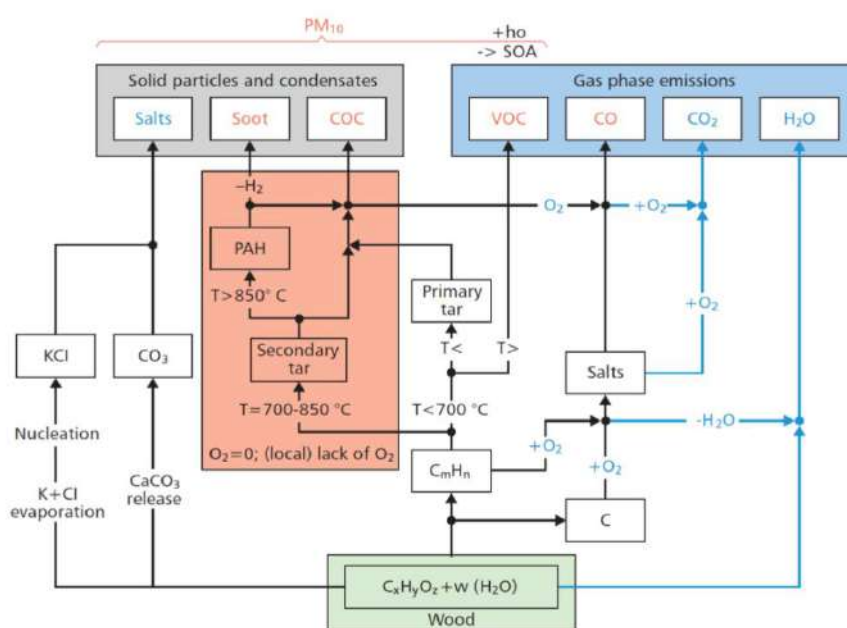 PM₁₀
+ho
-> SOA
Solid particles and condensates
Gas phase emissions
Salts
Soot
COC
VOC
CO
CO₂
H₂O
–H₂
O₂
+O₂
PAH
T>850° C
Primary
tar
+O₂
KCl
CO₃
Secondary
tar
T<
T>
Salts
T=700-850 °C
T<700 °C
Nucleation
-H₂O
O₂=0; (local) lack of O₂
+O₂
CₘHₙ
+O₂
CaCO₃
release
K+Cl
evaporation
C
CₓHᵧO₂+w (H₂O)
Wood